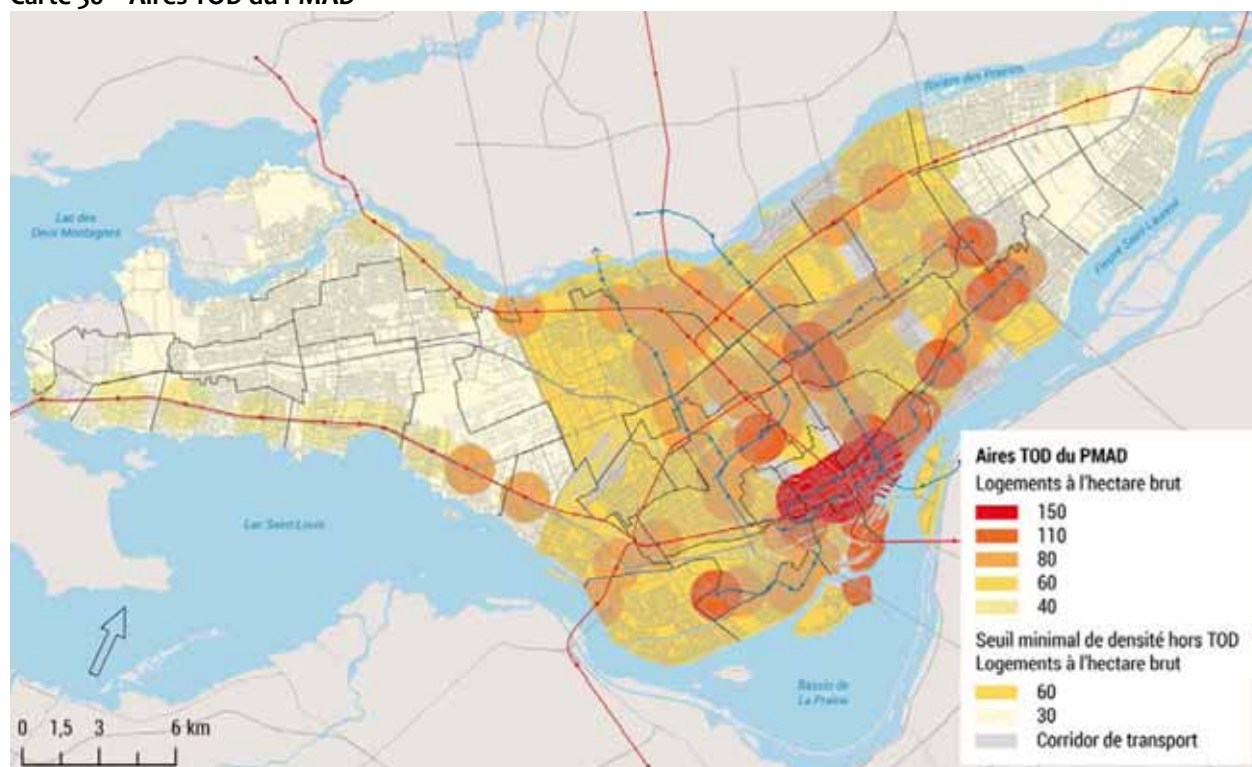 Carte 36 – Aires TOD du PMAD
Rivière des Prairies
Lac des
Deux Montagnes
Fleuve Saint-Laurent
Lac Saint-Louis
Bassin de
La Prairie
0 1,5 3 6 km
Aires TOD du PMAD
Logements à l'hectare brut
150
110
80
60
40
Seuil minimal de densité hors TOD
Logements à l'hectare brut
60
30
Corridor de transport